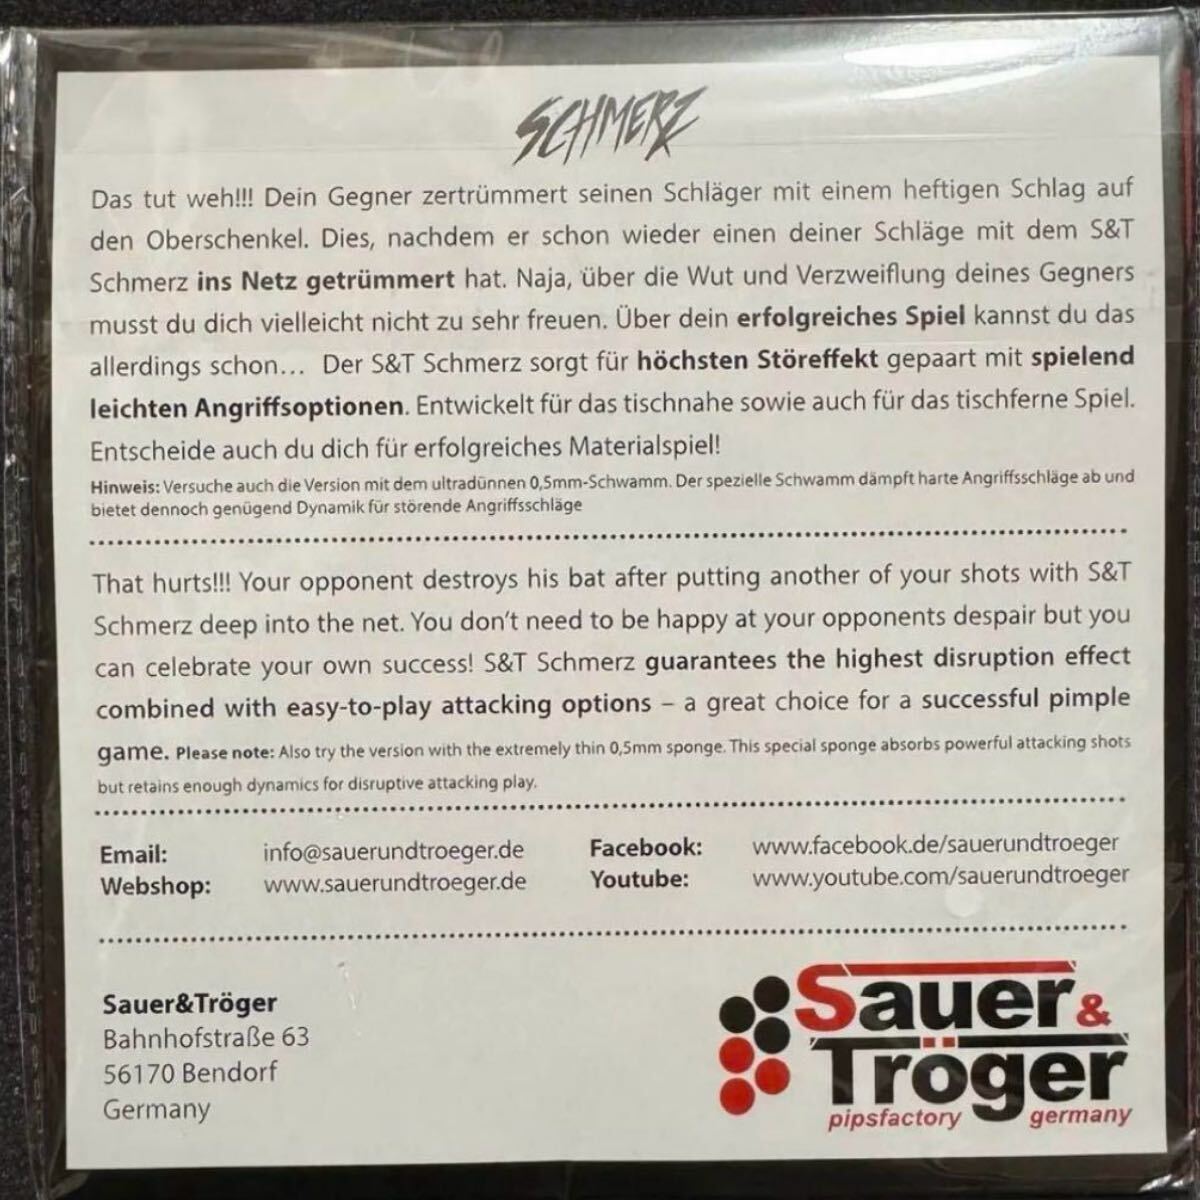 SCHMERZ
Das tut weh!!! Dein Gegner zertrümmert seinen Schläger mit einem heftigen Schlag auf
den Oberschenkel. Dies, nachdem er schon wieder einen deiner Schläge mit dem S&T
Schmerz ins Netz getrümmert hat. Naja, über die Wut und Verzweiflung deines Gegners
musst du dich vielleicht nicht zu sehr freuen. Über dein erfolgreiches Spiel kannst du das
allerdings schon… Der S&T Schmerz sorgt für höchsten Störeffekt gepaart mit spielend
leichten Angriffsoptionen. Entwickelt für das tischnahe sowie auch für das tischferne Spiel.
Entscheide auch du dich für erfolgreiches Materialspiel!
Hinweis: Versuche auch die Version mit dem ultradünnen 0,5mm-Schwamm. Der spezielle Schwamm dämpft harte Angriffsschläge ab und
bietet dennoch genügend Dynamik für störende Angriffsschläge
That hurts!!! Your opponent destroys his bat after putting another of your shots with S&T
Schmerz deep into the net. You don't need to be happy at your opponents despair but you
can celebrate your own success! S&T Schmerz guarantees the highest disruption effect
combined with easy-to-play attacking options – a great choice for a successful pimple
game. Please note: Also try the version with the extremely thin 0,5mm sponge. This special sponge absorbs powerful attacking shots
but retains enough dynamics for disruptive attacking play.
Email: info@sauerundtroeger.de Facebook: www.facebook.de/sauerundtroeger
Webshop: www.sauerundtroeger.de Youtube: www.youtube.com/sauerundtroeger
Sauer&Tröger
Bahnhofstraße 63
56170 Bendorf
Germany
Sauer &
Tröger
pipsfactory germany